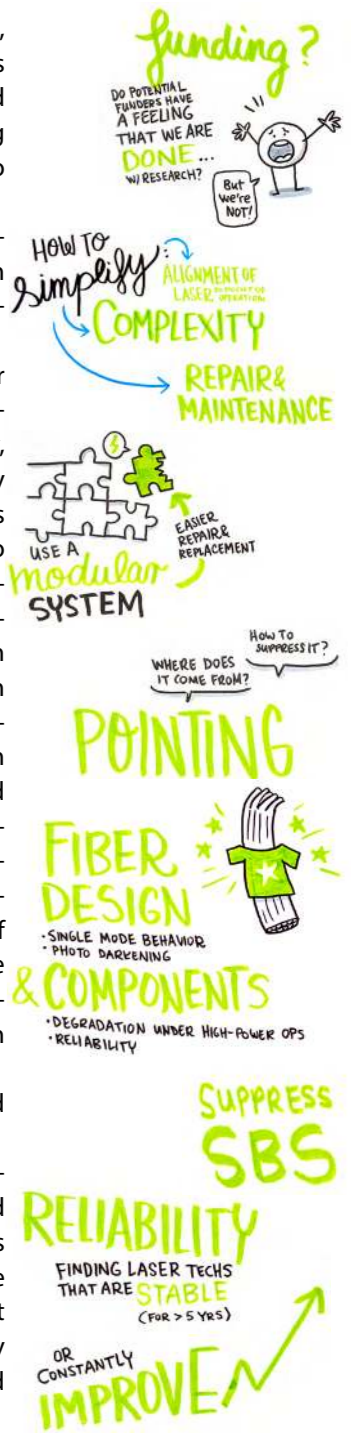 funding?
DO POTENTIAL
FUNDERS HAVE
A FEELING
THAT WE ARE
DONE...
W/ RESEARCH?
But
we're
NOT!
HOW TO
simplify:
ALIGNMENT OF
LASER
COMPLEXITY
REPAIR &
MAINTENANCE
EASIER
REPAIR &
REPLACEMENT
USE A
modular
SYSTEM
HOW TO
SUPPRESS IT?
WHERE DOES
IT COME FROM?
POINTING
FIBER
DESIGN
• SINGLE MODE BEHAVIOR
• PHOTO DARKENING
& COMPONENTS
• DEGRADATION UNDER HIGH-POWER OPS
• RELIABILITY
SUPPRESS
SBS
RELIABILITY
FINDING LASER TECHS
THAT ARE STABLE
(FOR > 5 YRS)
OR
CONSTANTLY
IMPROVE